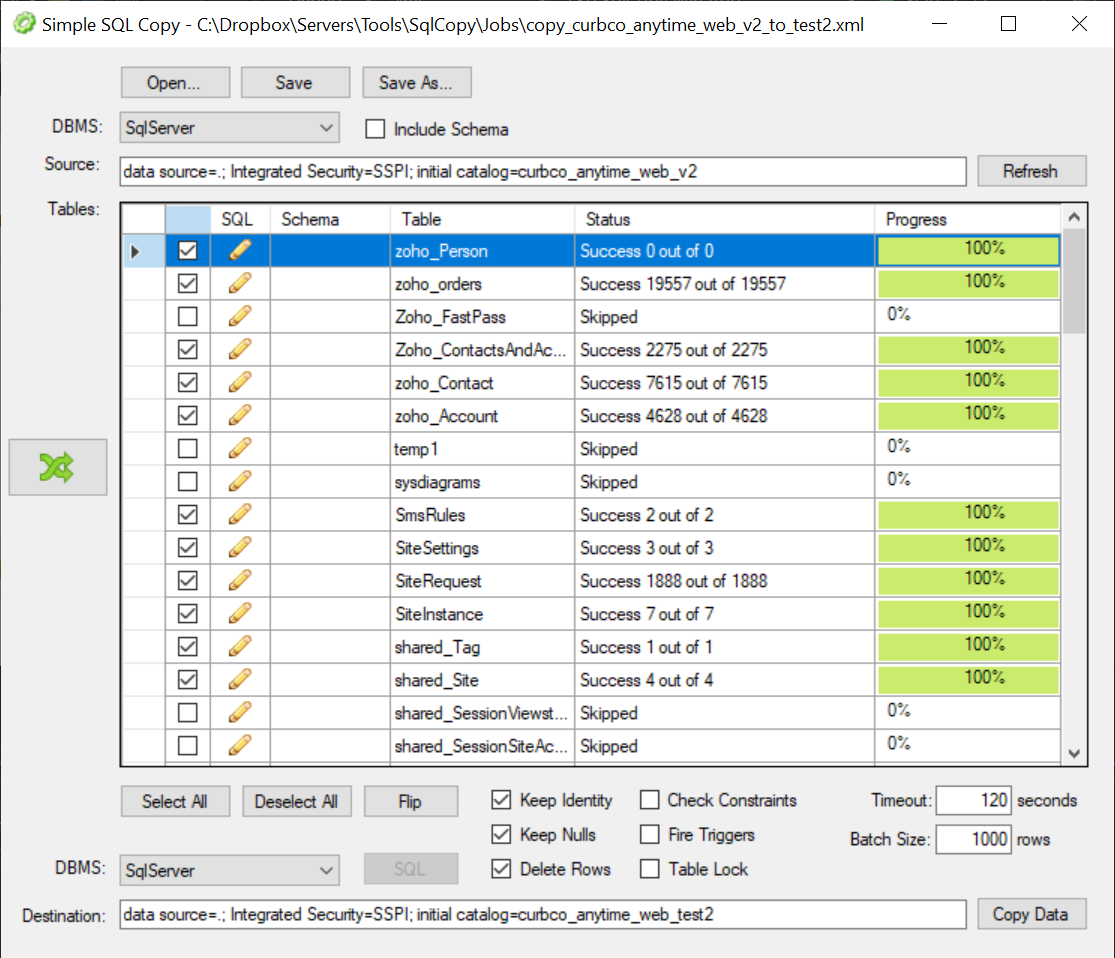 Simple SQL Copy - C:\Dropbox\Servers\Tools\SqlCopy\Jobs\copy_curbco_anytime_web_v2_to_test2.xml
Open... Save Save As...
DBMS: SqlServer Include Schema
Source: data source=.; Integrated Security=SSPI; initial catalog=curbco_anytime_web_v2 Refresh
Tables: SQL Schema Table Status Progress
zoho_Person Success 0 out of 0 100%
zoho_orders Success 19557 out of 19557 100%
Zoho_FastPass Skipped 0%
Zoho_ContactsAndAc... Success 2275 out of 2275 100%
zoho_Contact Success 7615 out of 7615 100%
zoho_Account Success 4628 out of 4628 100%
temp1 Skipped 0%
sysdiagrams Skipped 0%
SmsRules Success 2 out of 2 100%
SiteSettings Success 3 out of 3 100%
SiteRequest Success 1888 out of 1888 100%
SiteInstance Success 7 out of 7 100%
shared_Tag Success 1 out of 1 100%
shared_Site Success 4 out of 4 100%
shared_SessionViewst... Skipped 0%
shared_SessionSiteAc... Skipped 0%
Select All Deselect All Flip Keep Identity Check Constraints Timeout: 120 seconds
Keep Nulls Fire Triggers Batch Size: 1000 rows
DBMS: SqlServer SQL Delete Rows Table Lock
Destination: data source=.; Integrated Security=SSPI; initial catalog=curbco_anytime_web_test2 Copy Data